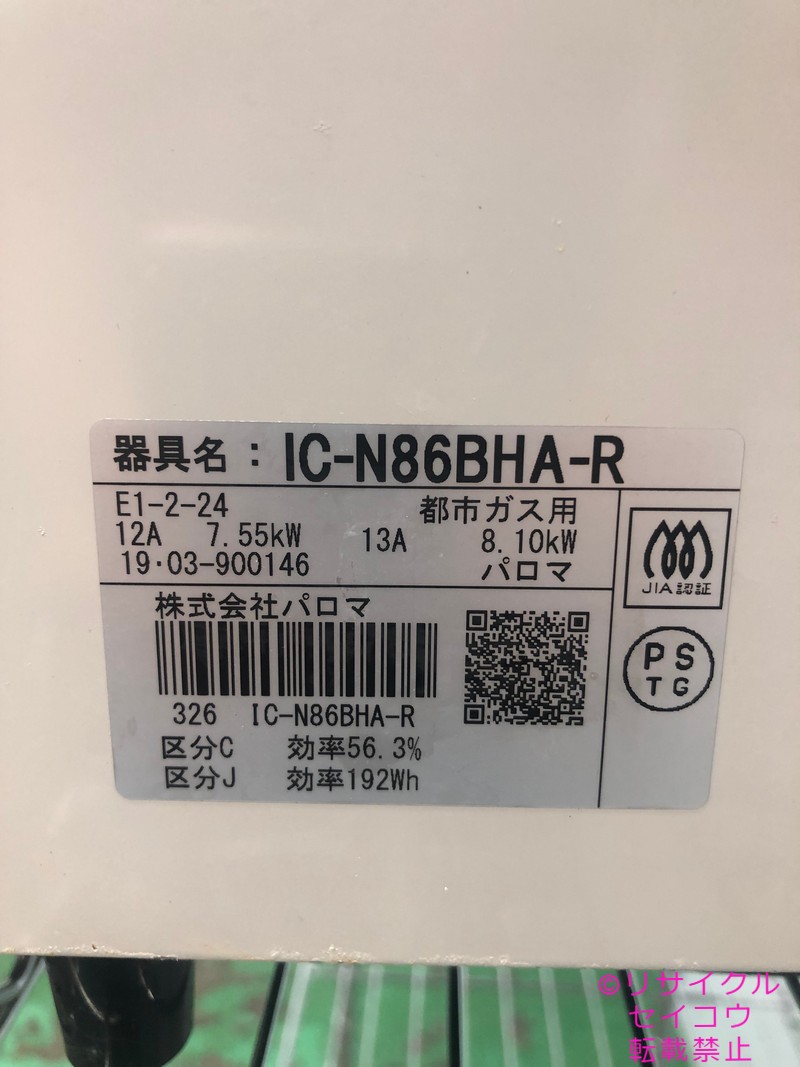 器具名：IC-N86BHA-R
E1-2-24 都市ガス用
12A 7.55kW 13A 8.10kW
19・03-900146 パロマ
JIA認証
株式会社パロマ
PS
TG
326 IC-N86BHA-R
区分C 効率56.3%
区分J 効率192Wh
©リサイクル
セイコウ
転載禁止